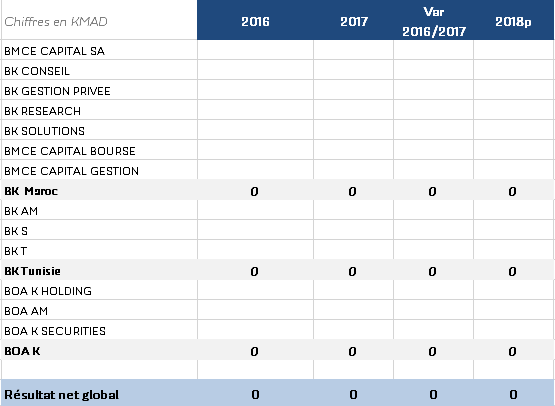 Chiffres en KMAD 2016 2017 Var 2016/2017 2018p
BMCE CAPITAL SA
BK CONSEIL
BK GESTION PRIVEE
BK RESEARCH
BK SOLUTIONS
BMCE CAPITAL BOURSE
BMCE CAPITAL GESTION
BK Maroc 0 0 0 0
BK AM
BK S
BK T
BK Tunisie 0 0 0 0
BOA K HOLDING
BOA AM
BOA K SECURITIES
BOA K 0 0 0 0
Résultat net global 0 0 0 0